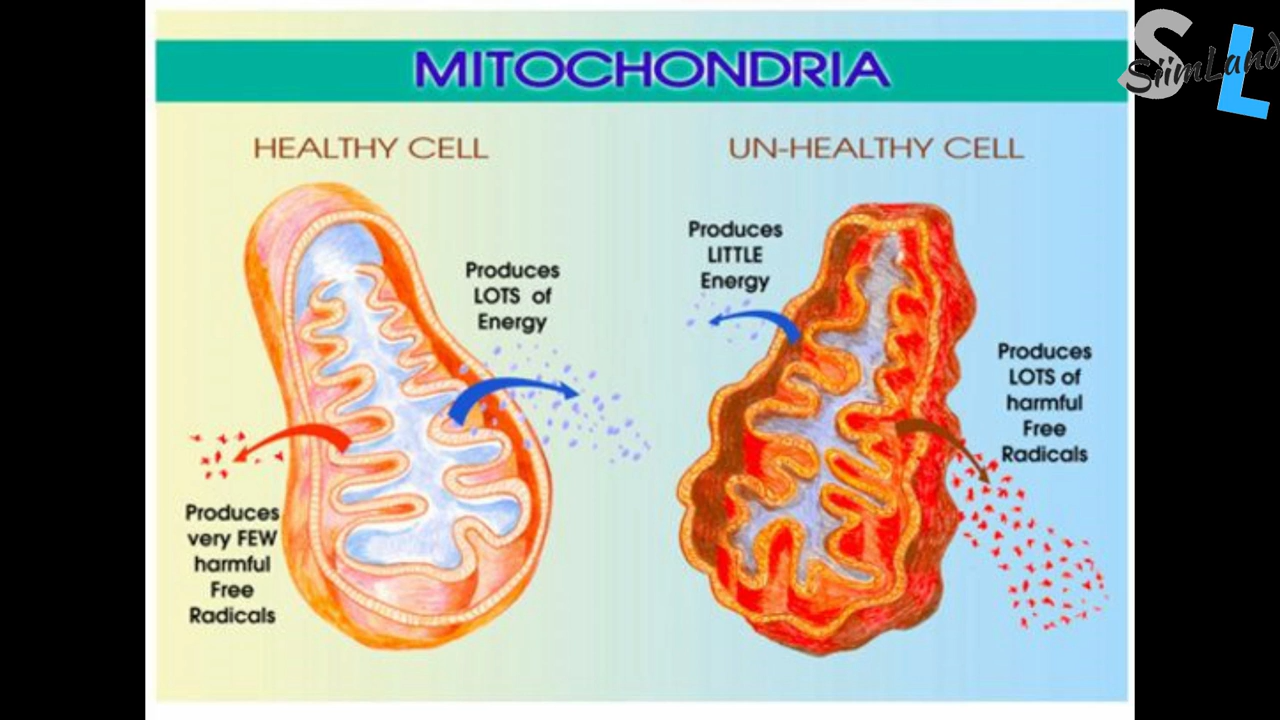 MITOCHONDRIA
HEALTHY CELL
UN-HEALTHY CELL
Produces
LOTS of
Energy
Produces
very FEW
harmful
Free
Radicals
Produces
LITTLE
Energy
Produces
LOTS of
harmful
Free
Radicals
SL
SiimLand